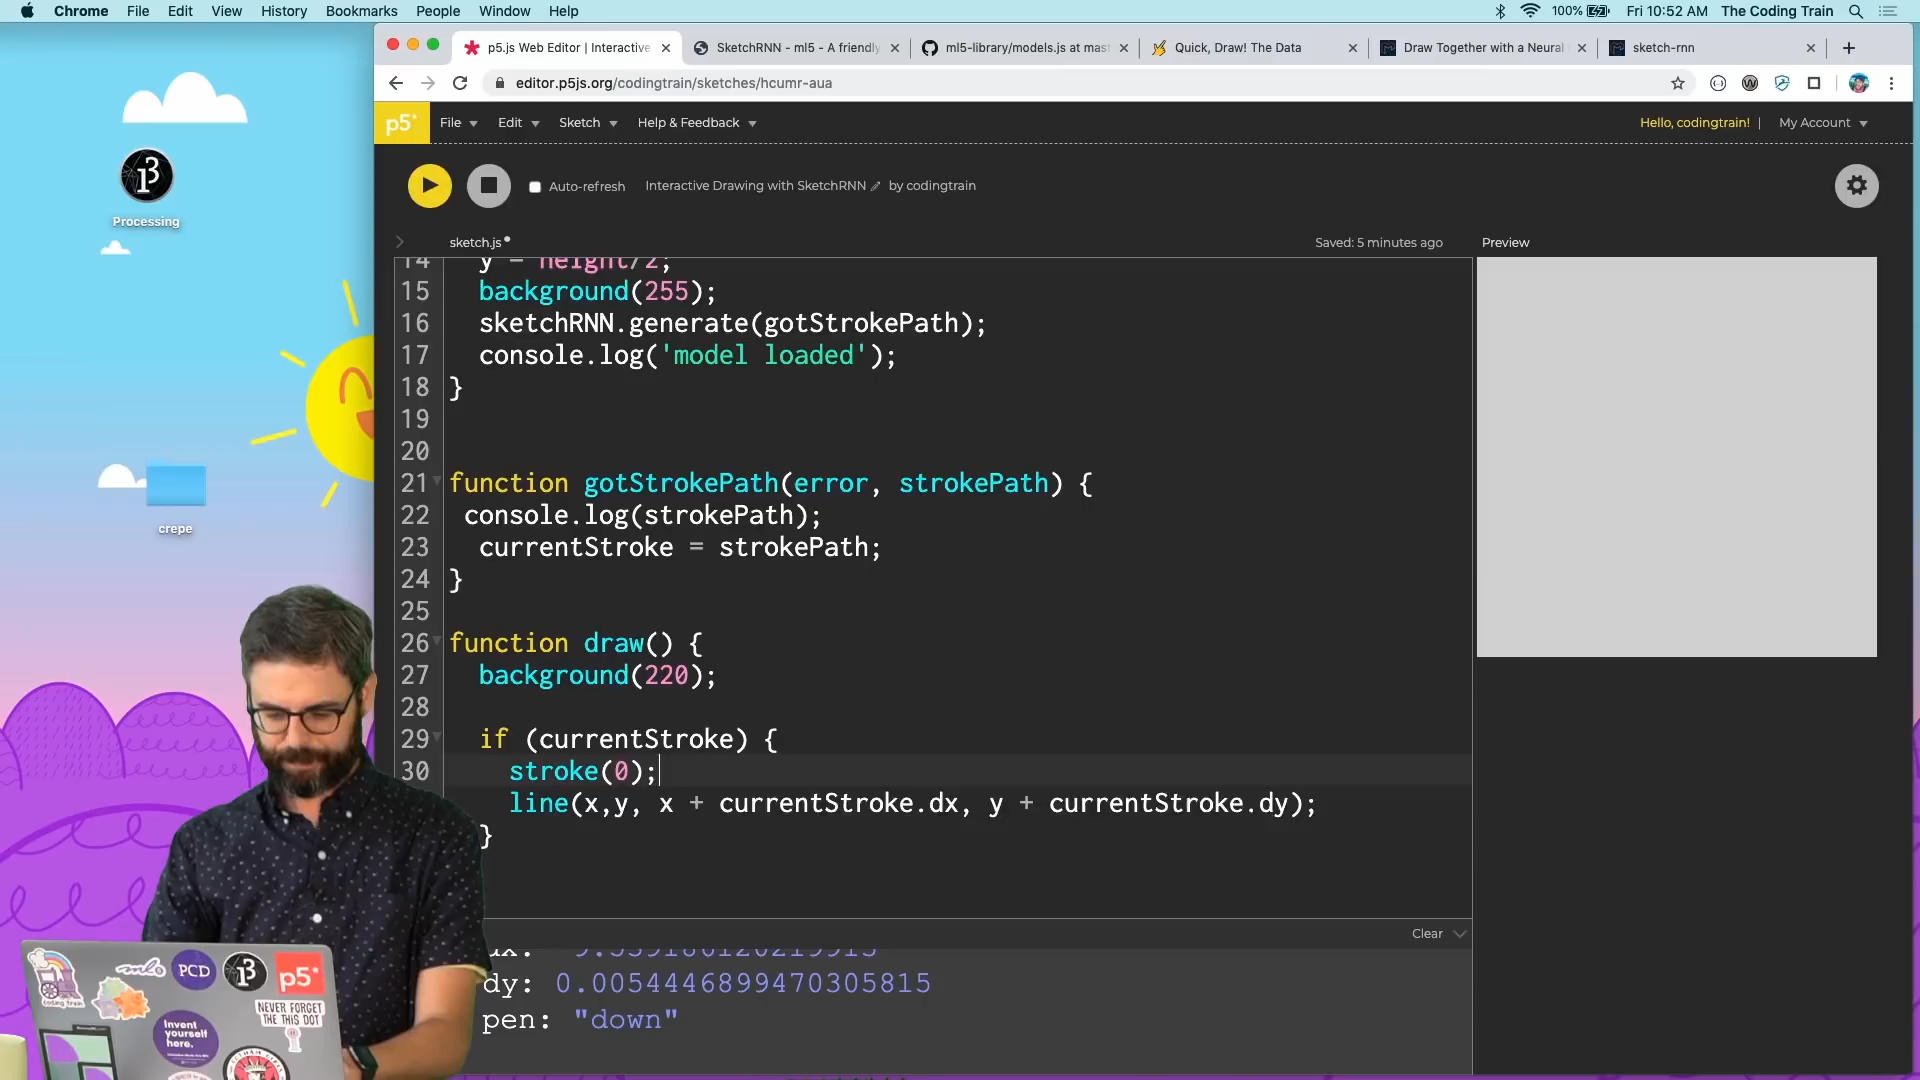 Chrome File Edit View History Bookmarks People Window Help 100% Fri 10:52 AM The Coding Train
p5.js Web Editor | Interactive SketchRNN - ml5 - A friendly ml5-library/models.js at mast Quick, Draw! The Data Draw Together with a Neural sketch-rnn
editor.p5js.org/codingtrain/sketches/hcumr-aua
p5* File Edit Sketch Help & Feedback Hello, codingtrain! | My Account
Auto-refresh Interactive Drawing with SketchRNN by codingtrain
sketch.js Saved: 5 minutes ago Preview
Processing
crepe
14 y = height/2;
15 background(255);
16 sketchRNN.generate(gotStrokePath);
17 console.log('model loaded');
18 }
19
20
21 function gotStrokePath(error, strokePath) {
22 console.log(strokePath);
23 currentStroke = strokePath;
24 }
25
26 function draw() {
27 background(220);
28
29 if (currentStroke) {
30 stroke(0);
line(x,y, x + currentStroke.dx, y + currentStroke.dy);
}
Clear
dy: 0.0054446899470305815
pen: "down"
coding train
PCD
p5*
NEVER FORGET
THE THIS DOT
Invent
yourself
here.